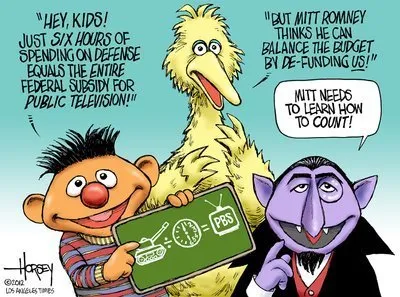 "HEY, KIDS!
JUST SIX HOURS OF
SPENDING ON DEFENSE
EQUALS THE ENTIRE
FEDERAL SUBSIDY FOR
PUBLIC TELEVISION!"
"BUT MITT ROMNEY
THINKS HE CAN
BALANCE THE BUDGET
BY DE-FUNDING US!"
MITT NEEDS
TO LEARN HOW
TO COUNT!
=
PBS
HORSEY
©2012
LOS ANGELES TIMES